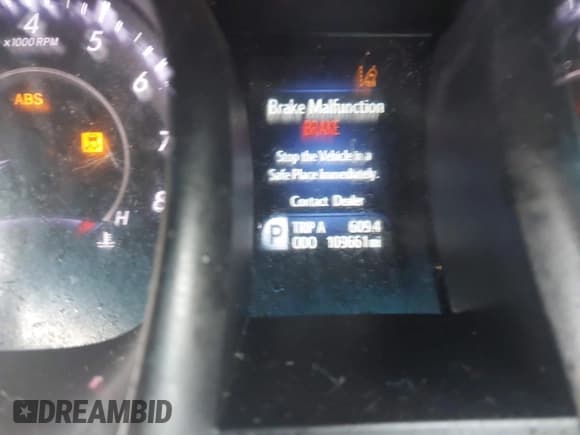 4
5
x1000 RPM
6
ABS
7
8
H
Brake Malfunction
BRAKE
Stop the Vehicle in a
Safe Place Immediately.
Contact Dealer
P
TRIP A 609.4
ODO 109661 mi
DREAMBID